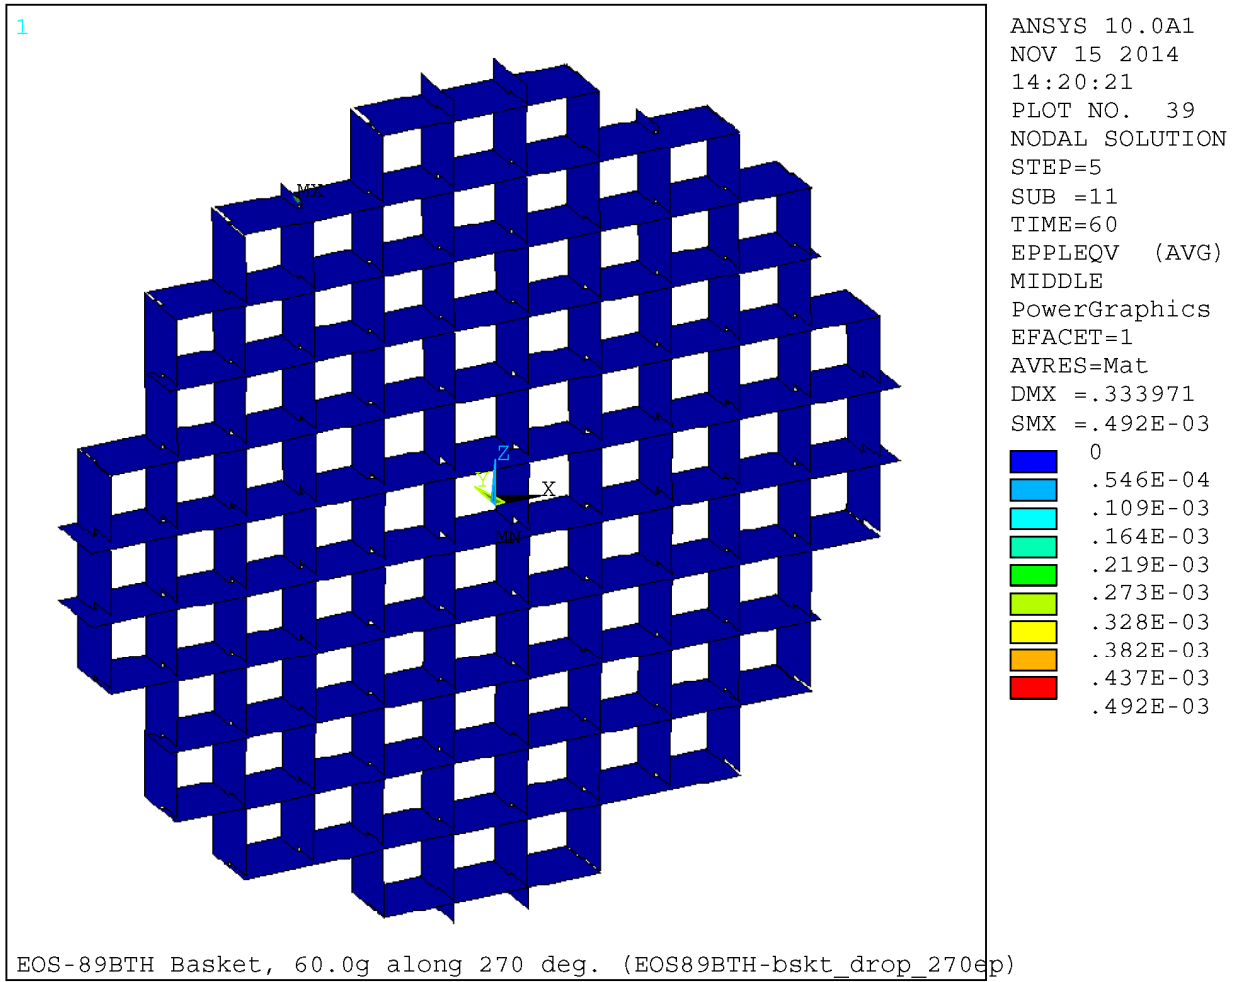 1
ANSYS 10.0A1
NOV 15 2014
14:20:21
PLOT NO.  39
NODAL SOLUTION
STEP=5
SUB =11
TIME=60
EPPLEQV  (AVG)
MIDDLE
PowerGraphics
EFACET=1
AVRES=Mat
DMX =.333971
SMX =.492E-03
0
.546E-04
.109E-03
.164E-03
.219E-03
.273E-03
.328E-03
.382E-03
.437E-03
.492E-03
MX
Z
Y
X
MN
EOS-89BTH Basket, 60.0g along 270 deg. (EOS89BTH-bskt_drop_270ep)